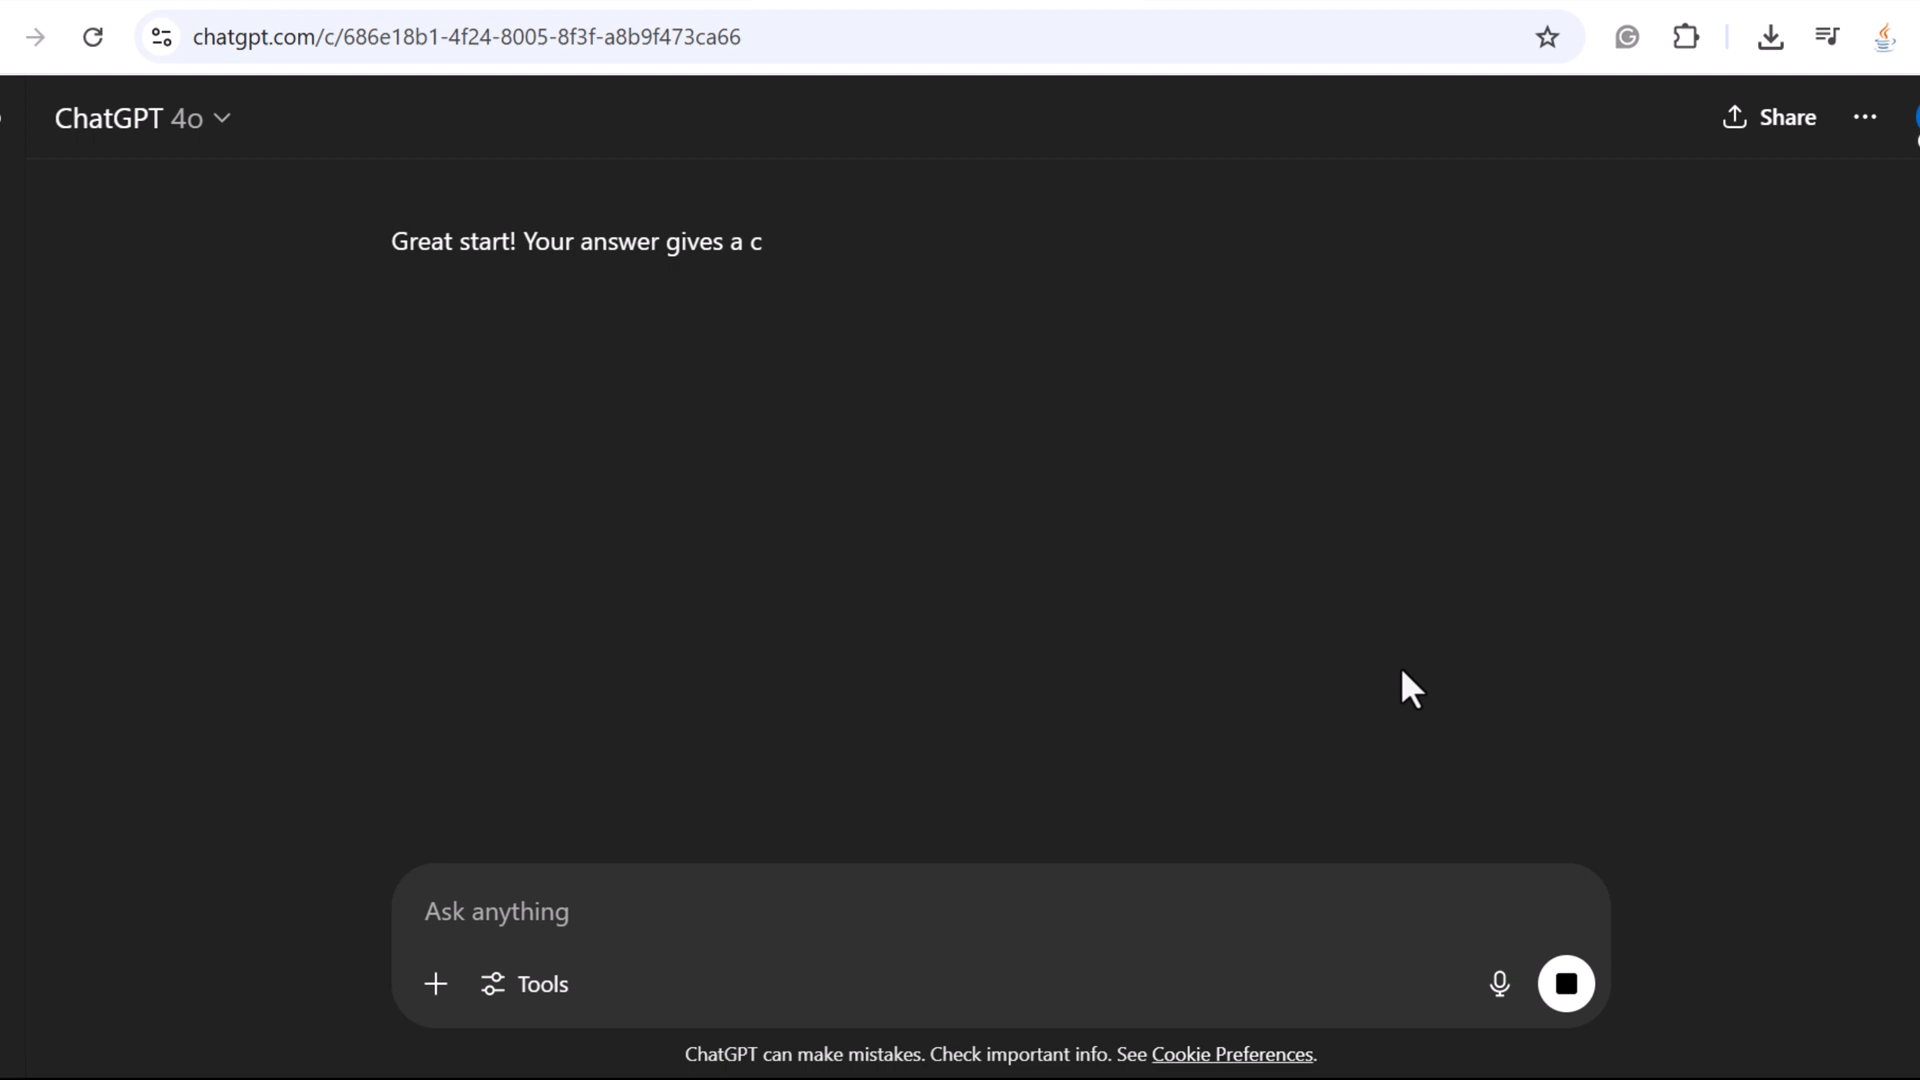 chatgpt.com/c/686e18b1-4f24-8005-8f3f-a8b9f473ca66
ChatGPT 4o
Share
Great start! Your answer gives a c
Ask anything
Tools
ChatGPT can make mistakes. Check important info. See Cookie Preferences.